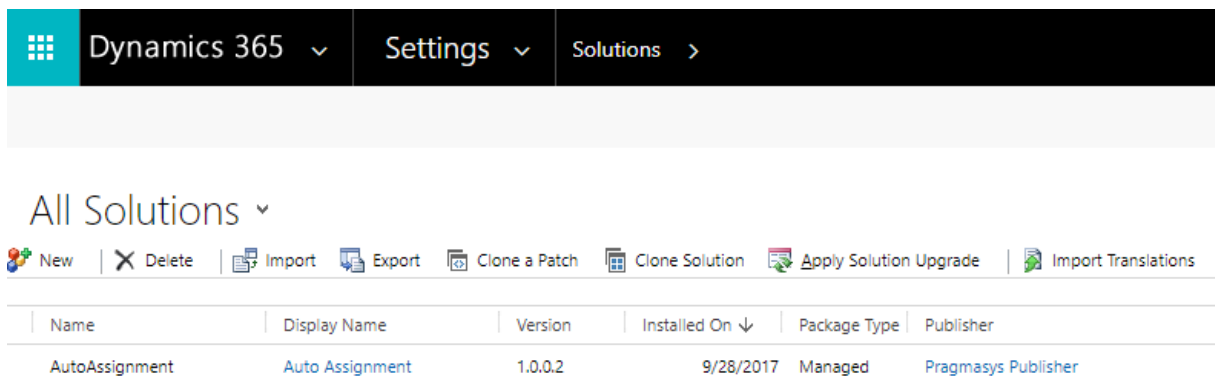 Dynamics 365 Settings Solutions
All Solutions
New Delete Import Export Clone a Patch Clone Solution Apply Solution Upgrade Import Translations
Name Display Name Version Installed On Package Type Publisher
AutoAssignment Auto Assignment 1.0.0.2 9/28/2017 Managed Pragmasys Publisher